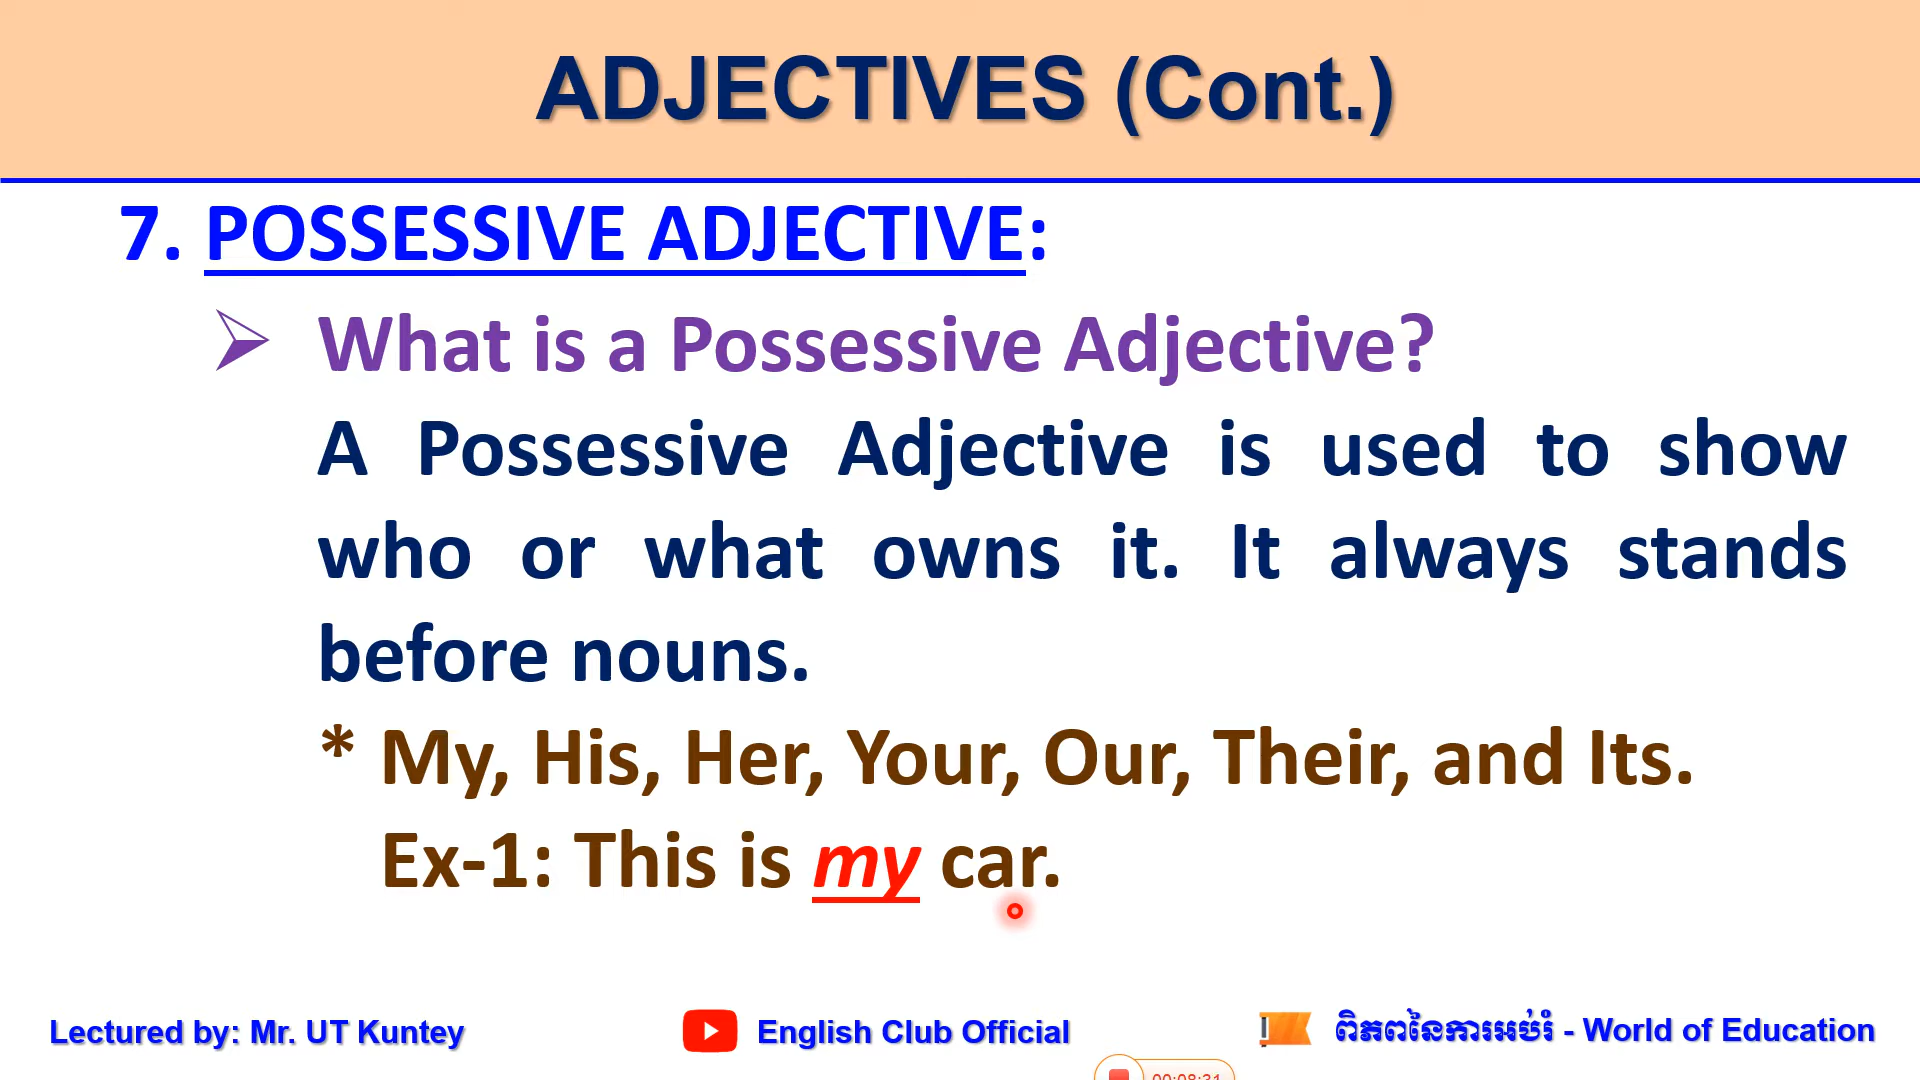 ADJECTIVES (Cont.)
7. POSSESSIVE ADJECTIVE:
What is a Possessive Adjective?
A Possessive Adjective is used to show
who or what owns it. It always stands
before nouns.
* My, His, Her, Your, Our, Their, and Its.
Ex-1: This is my car.
Lectured by: Mr. UT Kuntey
English Club Official
ពិភពនៃការអប់រំ - World of Education
00:08:31